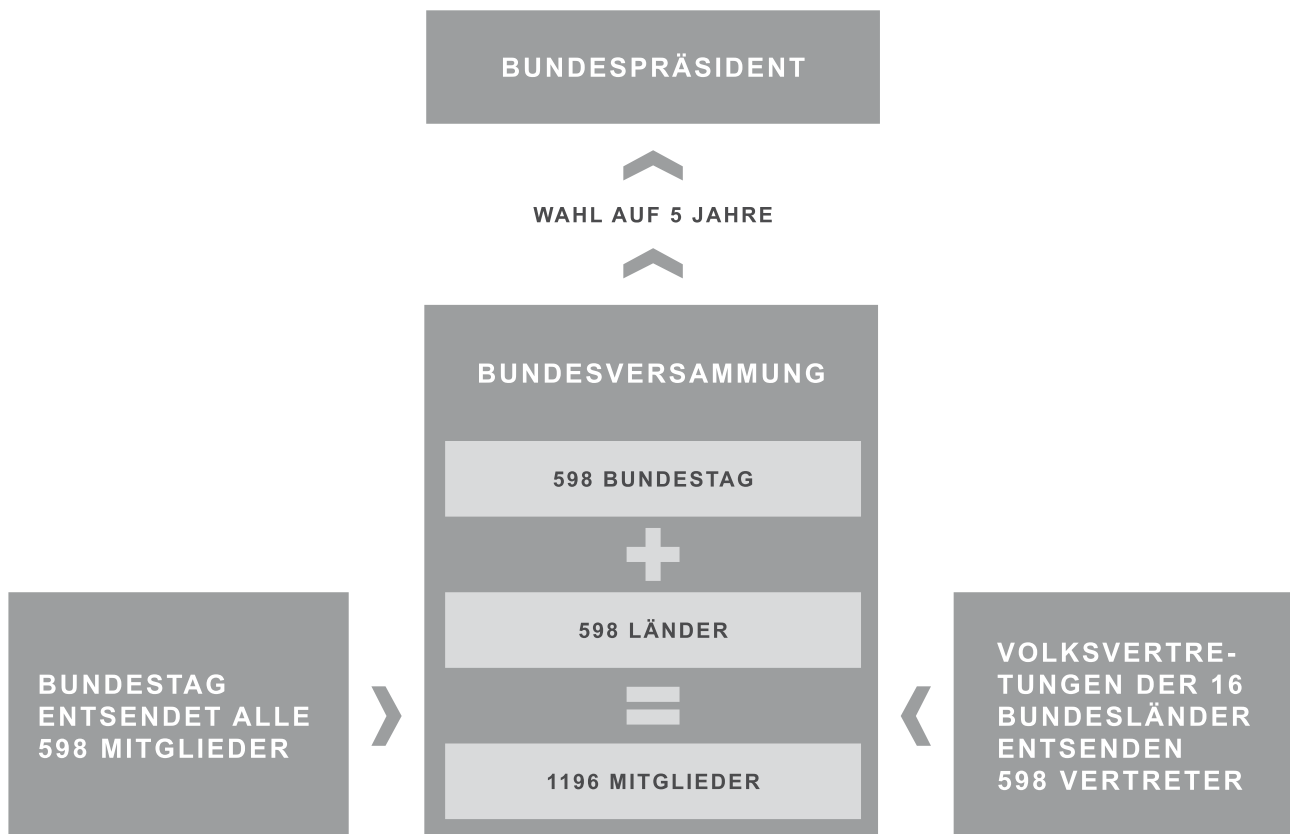 BUNDESPRÄSIDENT
WAHL AUF 5 JAHRE
BUNDESVERSAMMUNG
598 BUNDESTAG
+
598 LÄNDER
=
1196 MITGLIEDER
BUNDESTAG
ENTSENDET ALLE
598 MITGLIEDER
VOLKSVERTRE-
TUNGEN DER 16
BUNDESLÄNDER
ENTSENDEN
598 VERTRETER